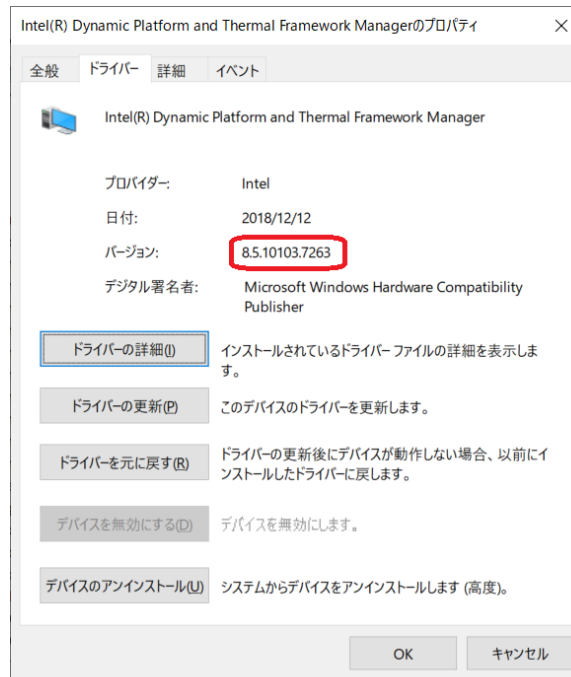 Intel(R) Dynamic Platform and Thermal Framework Managerのプロパティ
全般 ドライバー 詳細 イベント
Intel(R) Dynamic Platform and Thermal Framework Manager
プロバイダー: Intel
日付: 2018/12/12
バージョン: 8.5.10103.7263
デジタル署名者: Microsoft Windows Hardware Compatibility
Publisher
ドライバーの詳細(I) インストールされているドライバー ファイルの詳細を表示しま
す。
ドライバーの更新(P) このデバイスのドライバーを更新します。
ドライバーを元に戻す(R) ドライバーの更新後にデバイスが動作しない場合、以前にイ
ンストールしたドライバーに戻します。
デバイスを無効にする(D) デバイスを無効にします。
デバイスのアンインストール(U) システムからデバイスをアンインストールします (高度)。
OK キャンセル